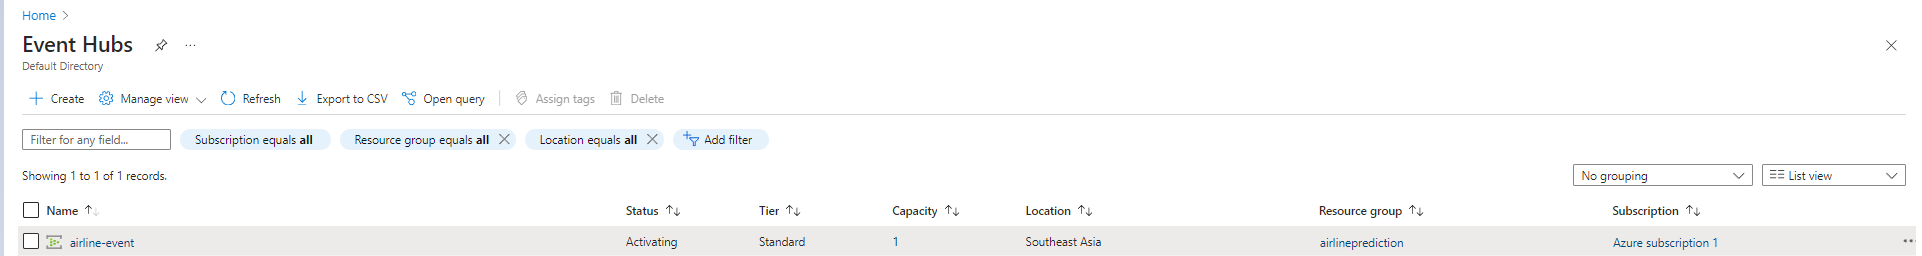 Home >
Event Hubs ...
Default Directory
+ Create Manage view Refresh Export to CSV Open query Assign tags Delete
Filter for any field... Subscription equals all Resource group equals all Location equals all Add filter
Showing 1 to 1 of 1 records.
No grouping List view
Name Status Tier Capacity Location Resource group Subscription
airline-event Activating Standard 1 Southeast Asia airlineprediction Azure subscription 1 ...